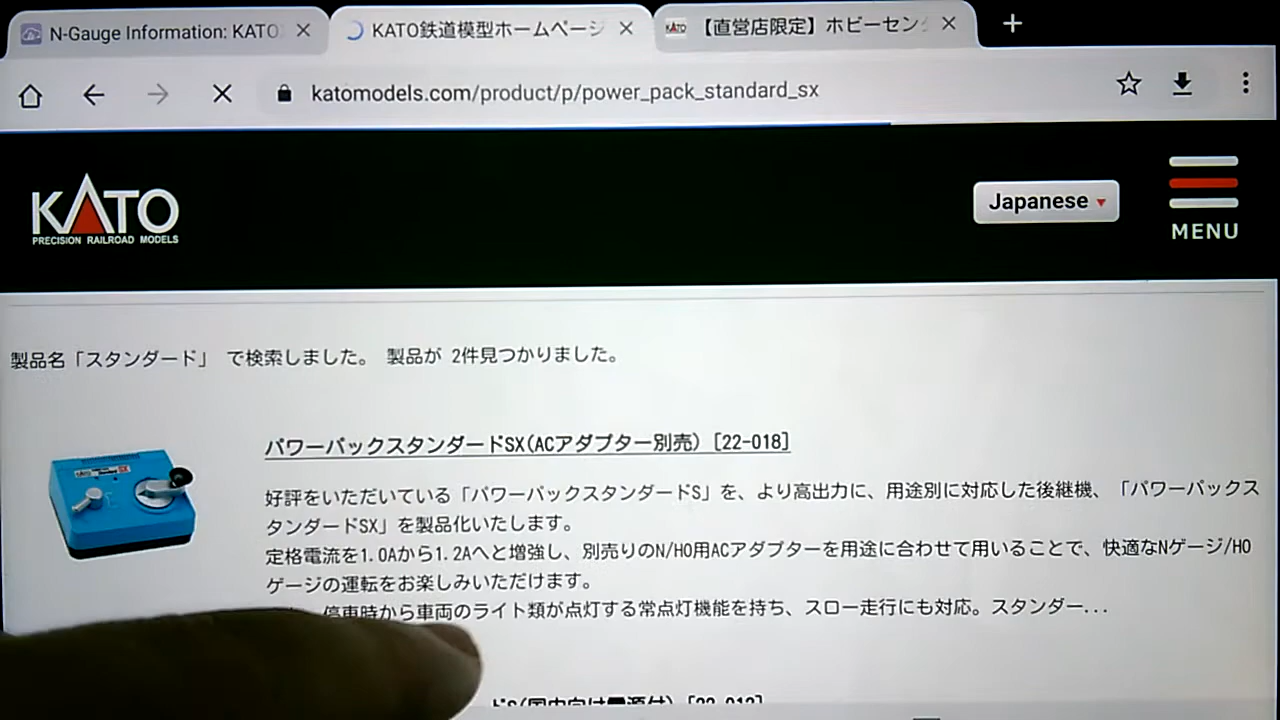 N-Gauge Information: KATO
KATO鉄道模型ホームページ
KATO
【直営店限定】ホビーセン
katomodels.com/product/p/power_pack_standard_sx
KATO
PRECISION RAILROAD MODELS
Japanese
MENU
製品名「スタンダード」 で検索しました。 製品が 2件見つかりました。
パワーパックスタンダードSX(ACアダプター別売) [22-018]
好評をいただいている「パワーパックスタンダードS」を、より高出力に、用途別に対応した後継機、「パワーパックス
タンダードSX」を製品化いたします。
定格電流を1.0Aから1.2Aへと増強し、別売りのN/HO用ACアダプターを用途に合わせて用いることで、快適なNゲージ/HO
ゲージの運転をお楽しみいただけます。
停車時から車両のライト類が点灯する常点灯機能を持ち、スロー走行にも対応。スタンダー...
ドS(国内向け電源付) [22-012]